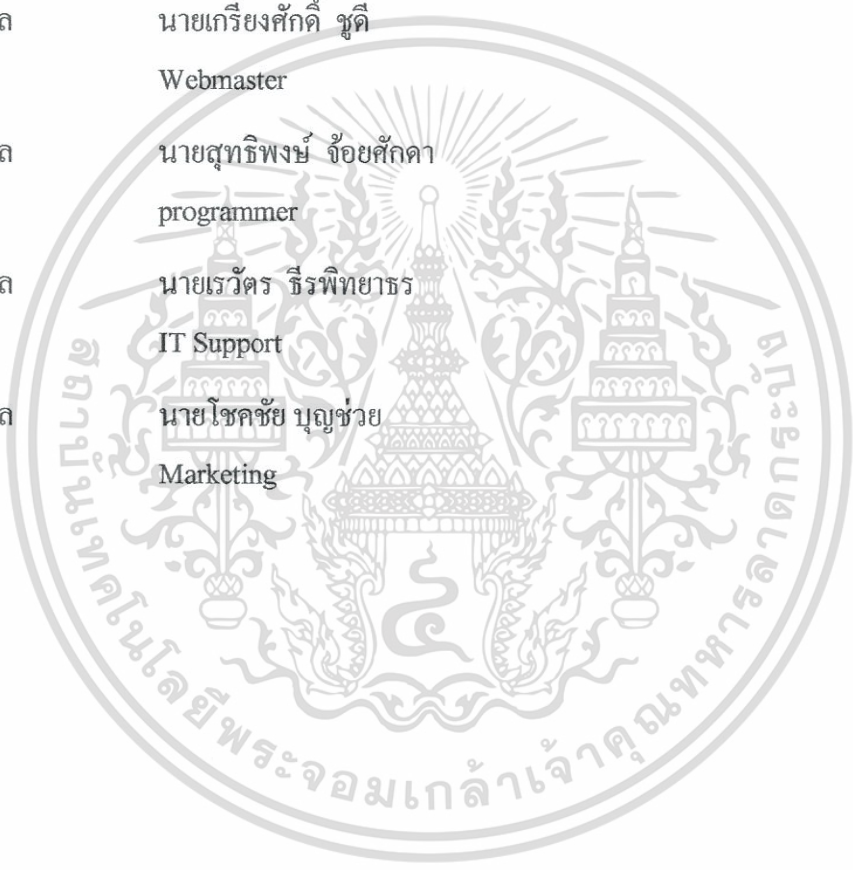 ล นายเกรียงศักดิ์ ชูดี
Webmaster
ล นายสุทธิพงษ์ จ้อยศักดา
programmer
ล นายเรวัตร ธีรพิทยาธร
IT Support
ล นายโชคชัย บุญช่วย
Marketing
สถาบันเทคโนโลยีพระจอมเกล้าเจ้าคุณทหารลาดกระบัง